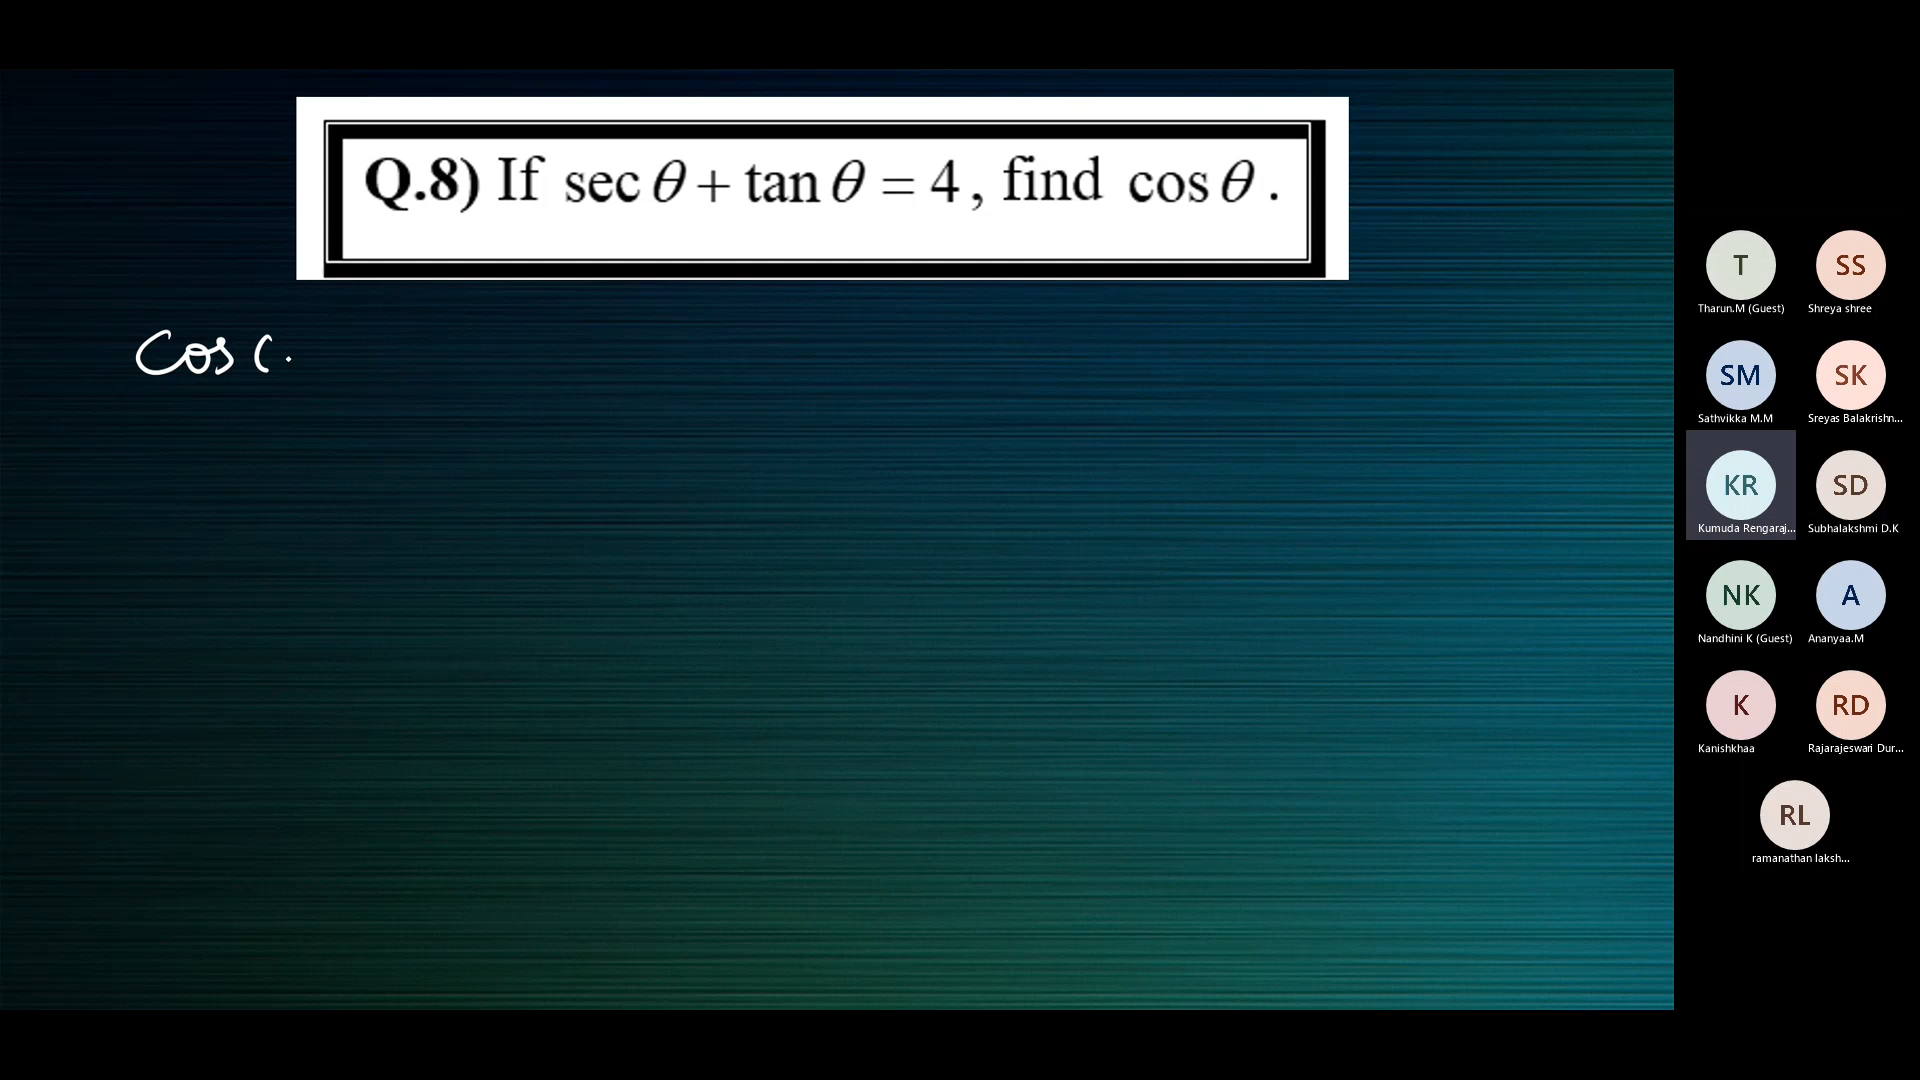 Q.8) If sec θ + tan θ = 4, find cos θ.
Cos (.
T
Tharun.M (Guest)
SS
Shreya shree
SM
Sathvikka M.M
SK
Sreyas Balakrishn...
KR
Kumuda Rengaraj...
SD
Subhalakshmi D.K
NK
Nandhini K (Guest)
A
Ananyaa.M
K
Kanishkhaa
RD
Rajarajeswari Dur...
RL
ramanathan laksh...